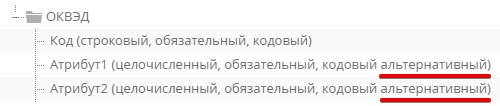 ОКВЭД
Код (строковый, обязательный, кодовый)
Атрибут1 (целочисленный, обязательный, кодовый альтернативный)
Атрибут2 (целочисленный, обязательный, кодовый альтернативный)